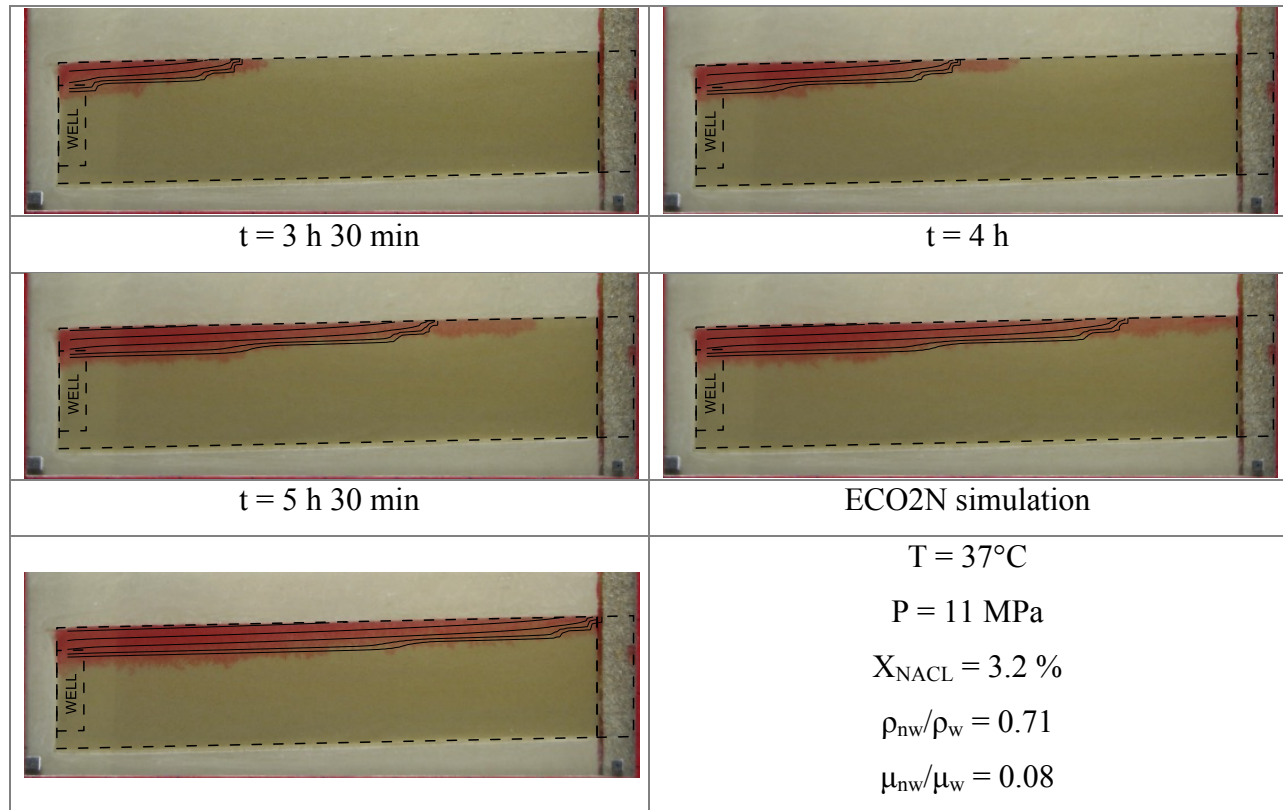 WELL
WELL
t = 3 h 30 min
t = 4 h
WELL
WELL
t = 5 h 30 min
ECO2N simulation
WELL
T = 37°C
P = 11 MPa
X_NACL = 3.2 %
ρ_nw/ρ_w = 0.71
μ_nw/μ_w = 0.08